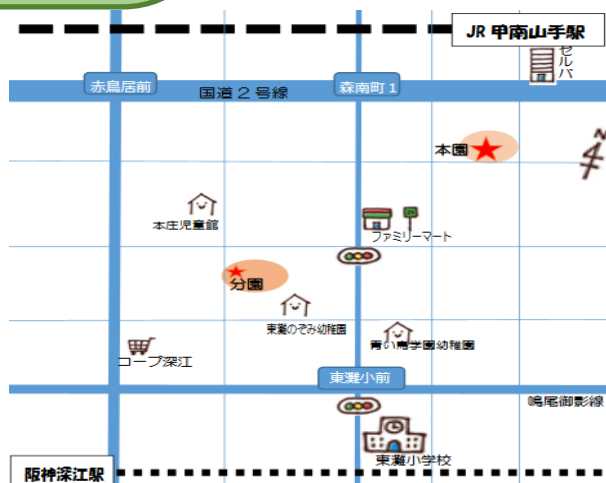 JR 甲南山手駅
セルバ
赤鳥居前
国道２号線
森南町１
本園
N
本庄児童館
ファミリーマート
分園
東灘のぞみ幼稚園
青い鳥学園幼稚園
コープ深江
東灘小前
鳴尾御影線
東灘小学校
阪神深江駅